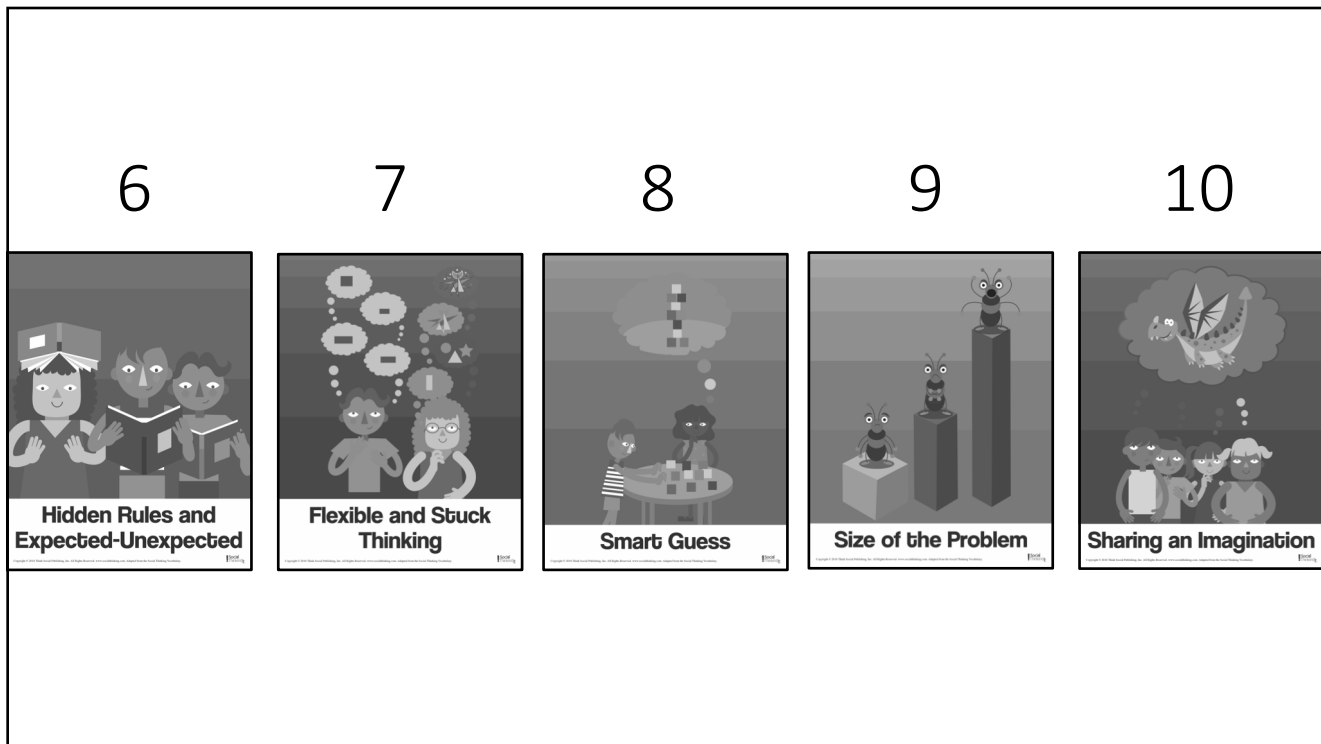 6
7
8
9
10
Hidden Rules and
Expected-Unexpected
Flexible and Stuck
Thinking
Smart Guess
Size of the Problem
Sharing an Imagination